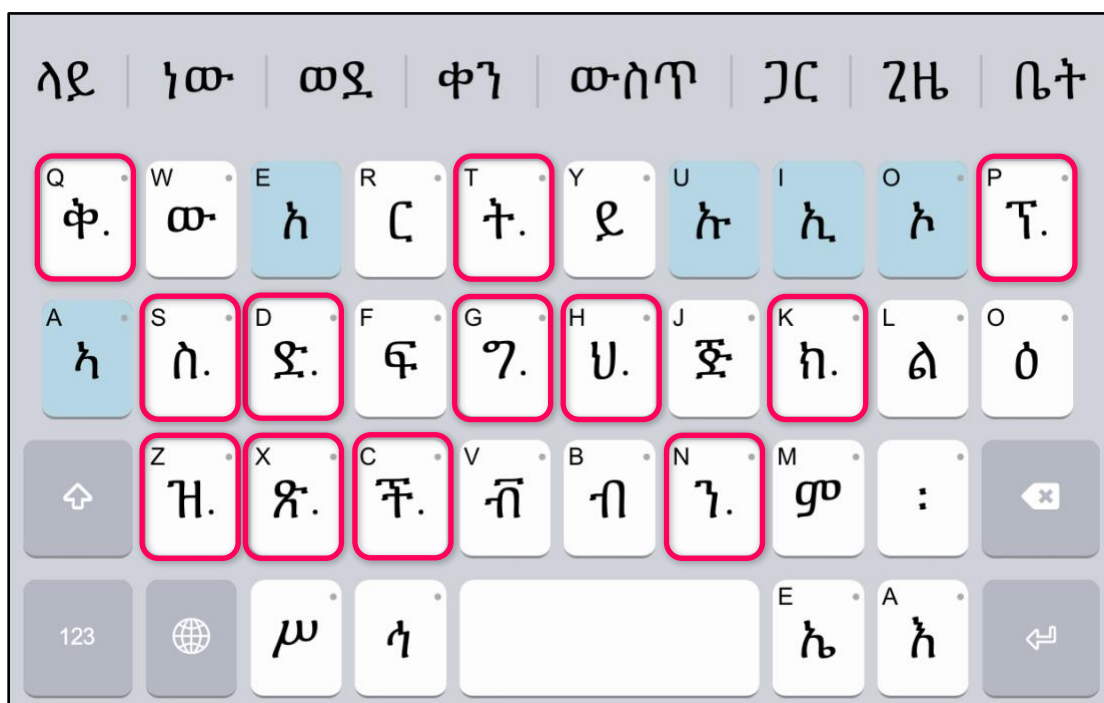 ላይ ነው ወደ ቀን ውስጥ ጋር ጊዜ ቤት
Q ቅ. W ው E አ R ር T ት. Y ይ U ኡ I ኢ O ኦ P ፕ.
A ኣ S ስ. D ድ. F ፍ G ግ. H ህ. J ጅ K ክ. L ል O ዕ
Z ዝ. X ጽ. C ች. V ቭ B ብ N ን. M ም ፡
123 ሥ ኅ E ኤ A እ